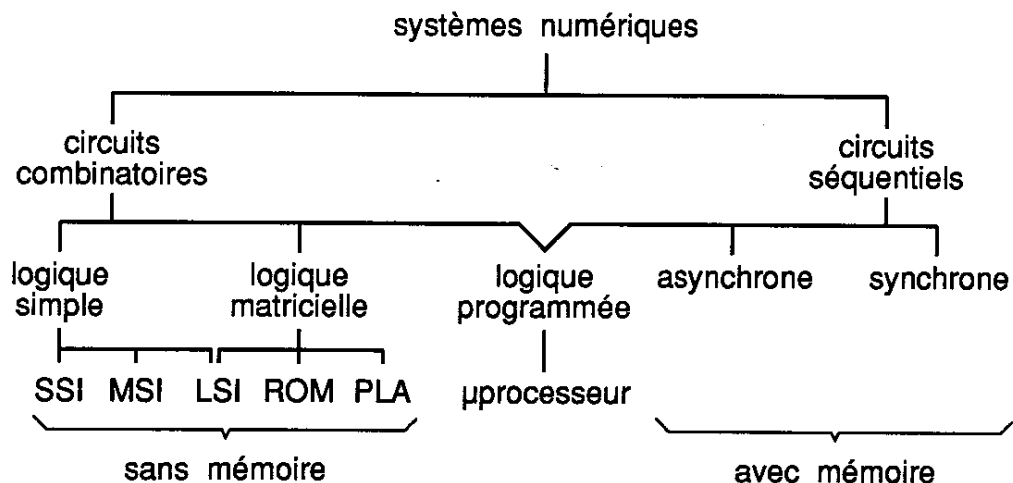 systèmes numériques
circuits
combinatoires
circuits
séquentiels
logique
simple
logique
matricielle
logique
programmée
asynchrone
synchrone
SSI MSI LSI ROM PLA
µprocesseur
sans mémoire
avec mémoire